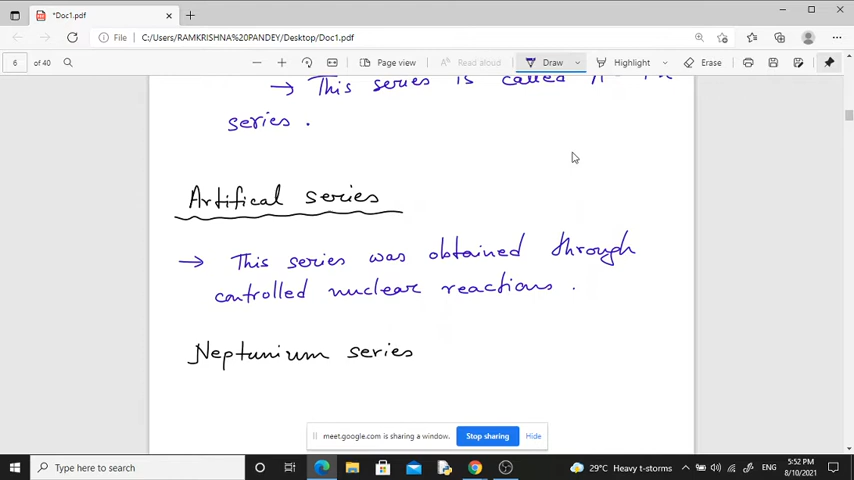 *Doc1.pdf
File C:/Users/RAMKRISHNA%20PANDEY/Desktop/Doc1.pdf
6 of 40 Page view Read aloud Draw Highlight Erase
→ This series is called
series .
Artifical series
→ This series was obtained through
controlled nuclear reactions .
Neptunium series
meet.google.com is sharing a window. Stop sharing Hide
Type here to search 29°C Heavy t-storms ENG 5:52 PM
8/10/2021